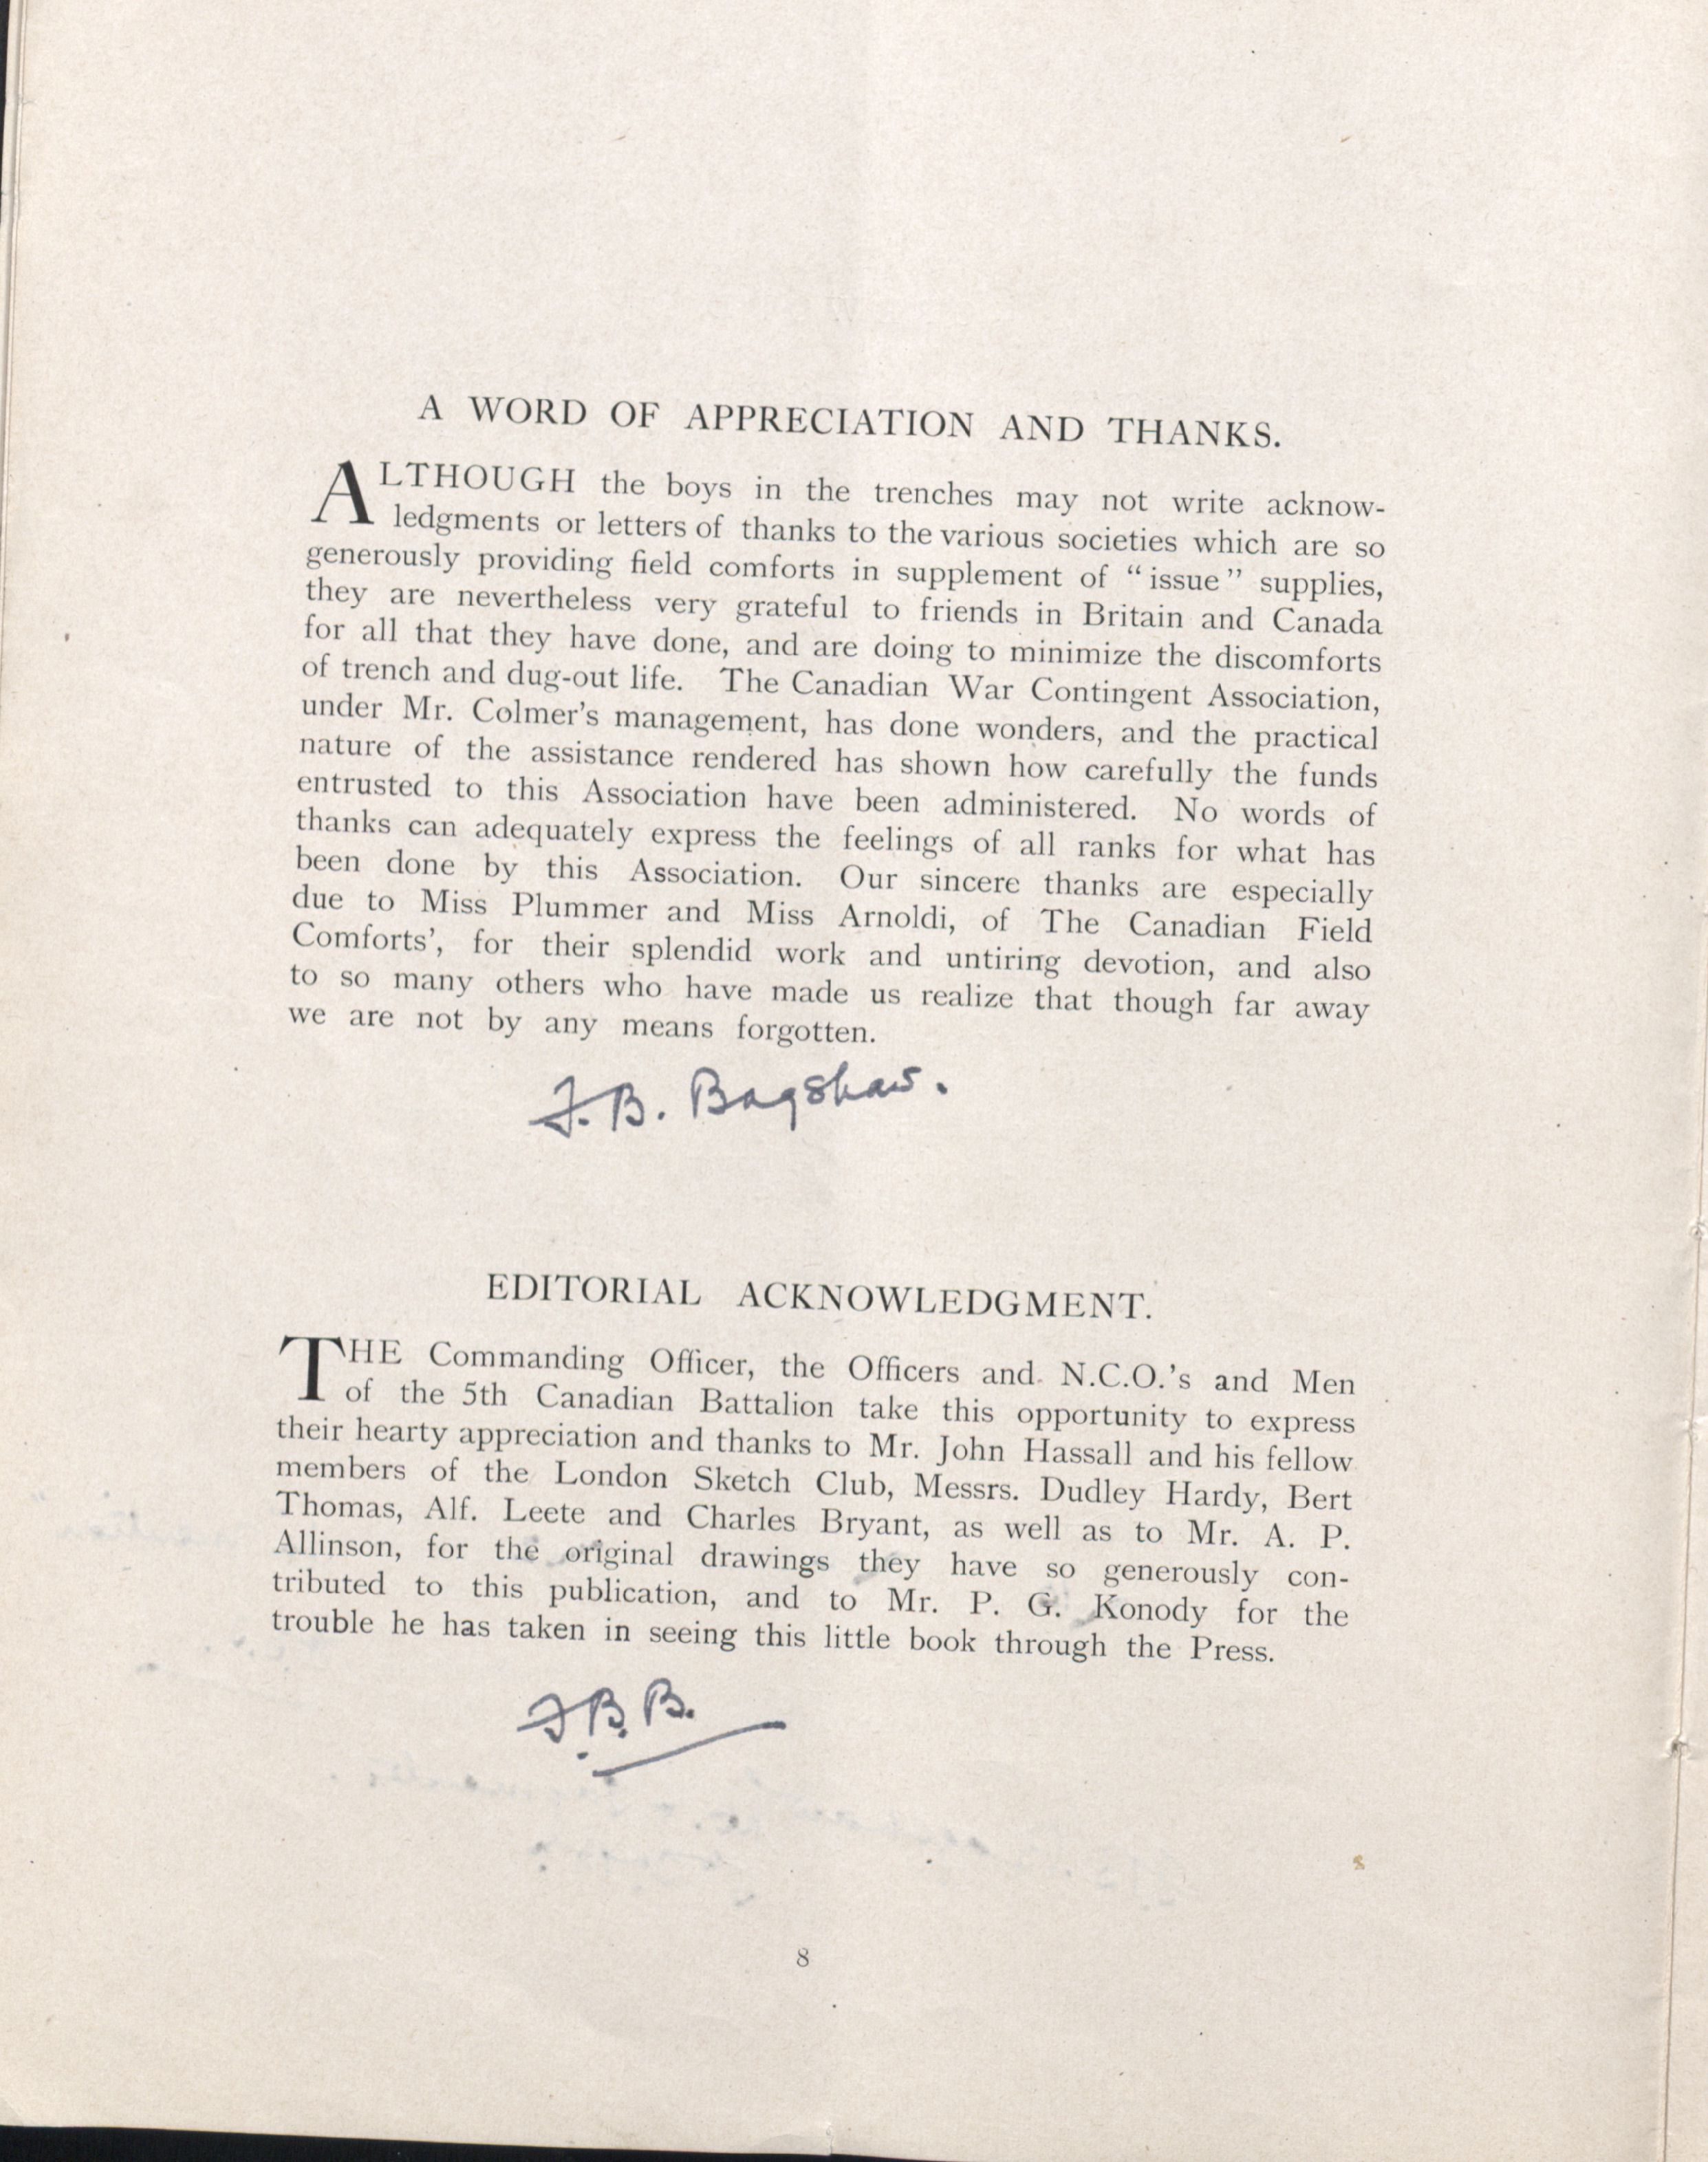 A WORD OF APPRECIATION AND THANKS.
ALTHOUGH the boys in the trenches may not write acknow-
ledgments or letters of thanks to the various societies which are so
generously providing field comforts in supplement of “issue” supplies,
they are nevertheless very grateful to friends in Britain and Canada
for all that they have done, and are doing to minimize the discomforts
of trench and dug-out life. The Canadian War Contingent Association,
under Mr. Colmer’s management, has done wonders, and the practical
nature of the assistance rendered has shown how carefully the funds
entrusted to this Association have been administered. No words of
thanks can adequately express the feelings of all ranks for what has
been done by this Association. Our sincere thanks are especially
due to Miss Plummer and Miss Arnoldi, of The Canadian Field
Comforts’, for their splendid work and untiring devotion, and also
to so many others who have made us realize that though far away
we are not by any means forgotten.
F.B. Bagshaw.
EDITORIAL ACKNOWLEDGMENT.
THE Commanding Officer, the Officers and N.C.O.’s and Men
of the 5th Canadian Battalion take this opportunity to express
their hearty appreciation and thanks to Mr. John Hassall and his fellow
members of the London Sketch Club, Messrs. Dudley Hardy, Bert
Thomas, Alf. Leete and Charles Bryant, as well as to Mr. A. P.
Allinson, for the original drawings they have so generously con-
tributed to this publication, and to Mr. P. G. Konody for the
trouble he has taken in seeing this little book through the Press.
F.B.B.
8